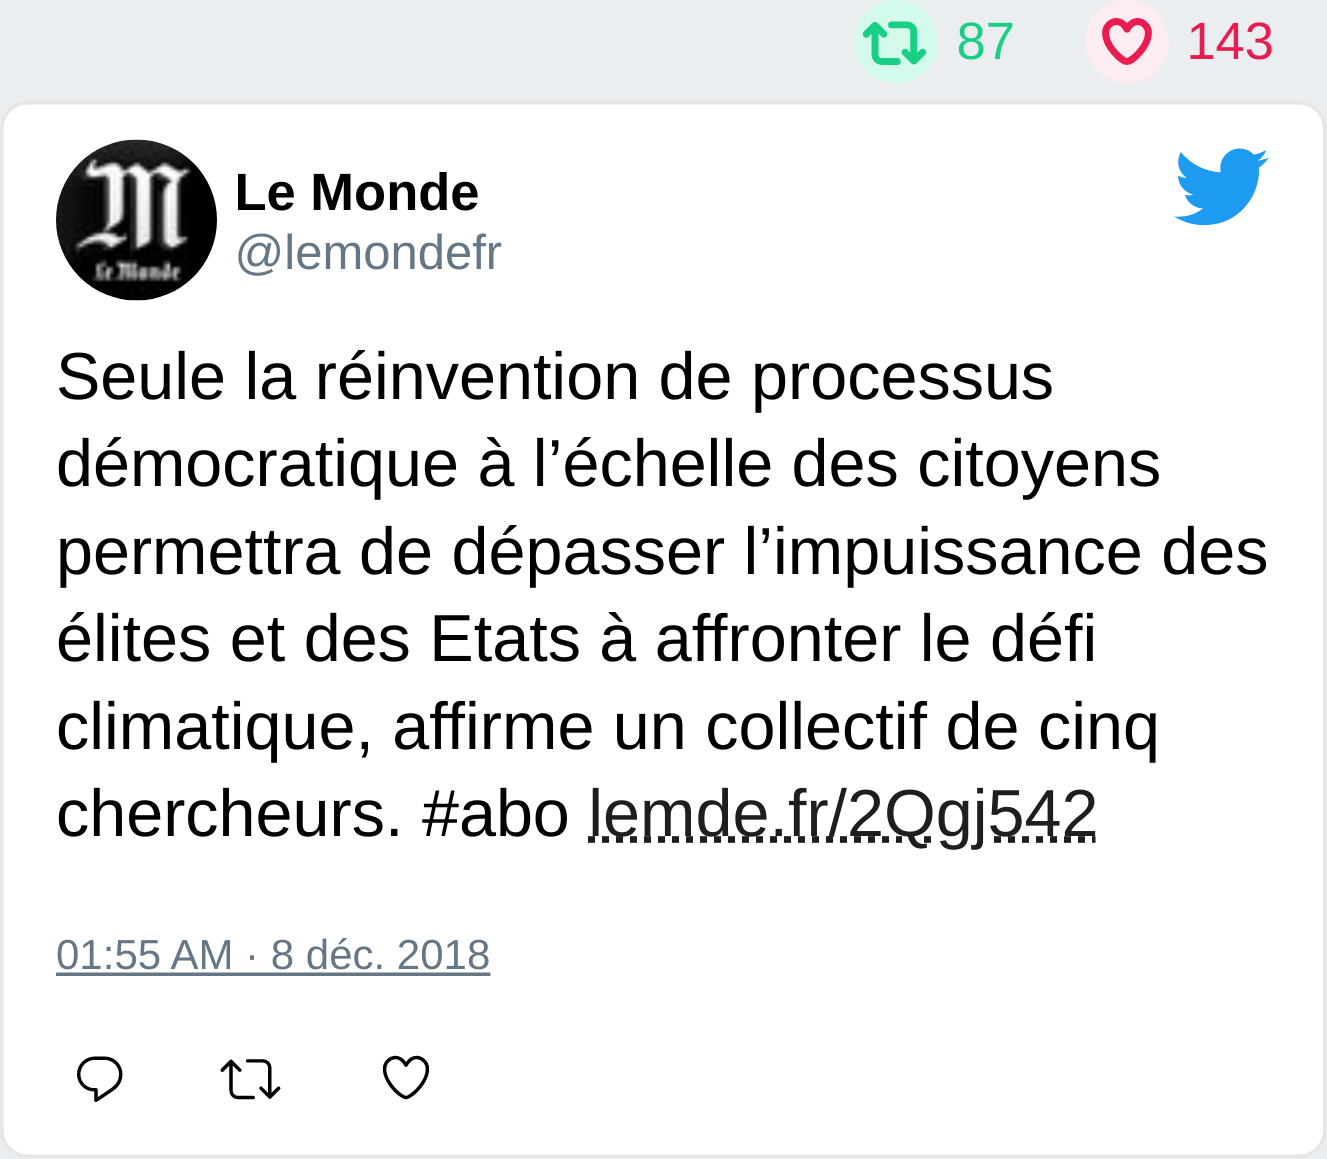 87 143
Le Monde
Le Monde
@lemondefr
Seule la réinvention de processus
démocratique à l’échelle des citoyens
permettra de dépasser l’impuissance des
élites et des Etats à affronter le défi
climatique, affirme un collectif de cinq
chercheurs. #abo lemde.fr/2Qgj542
01:55 AM · 8 déc. 2018